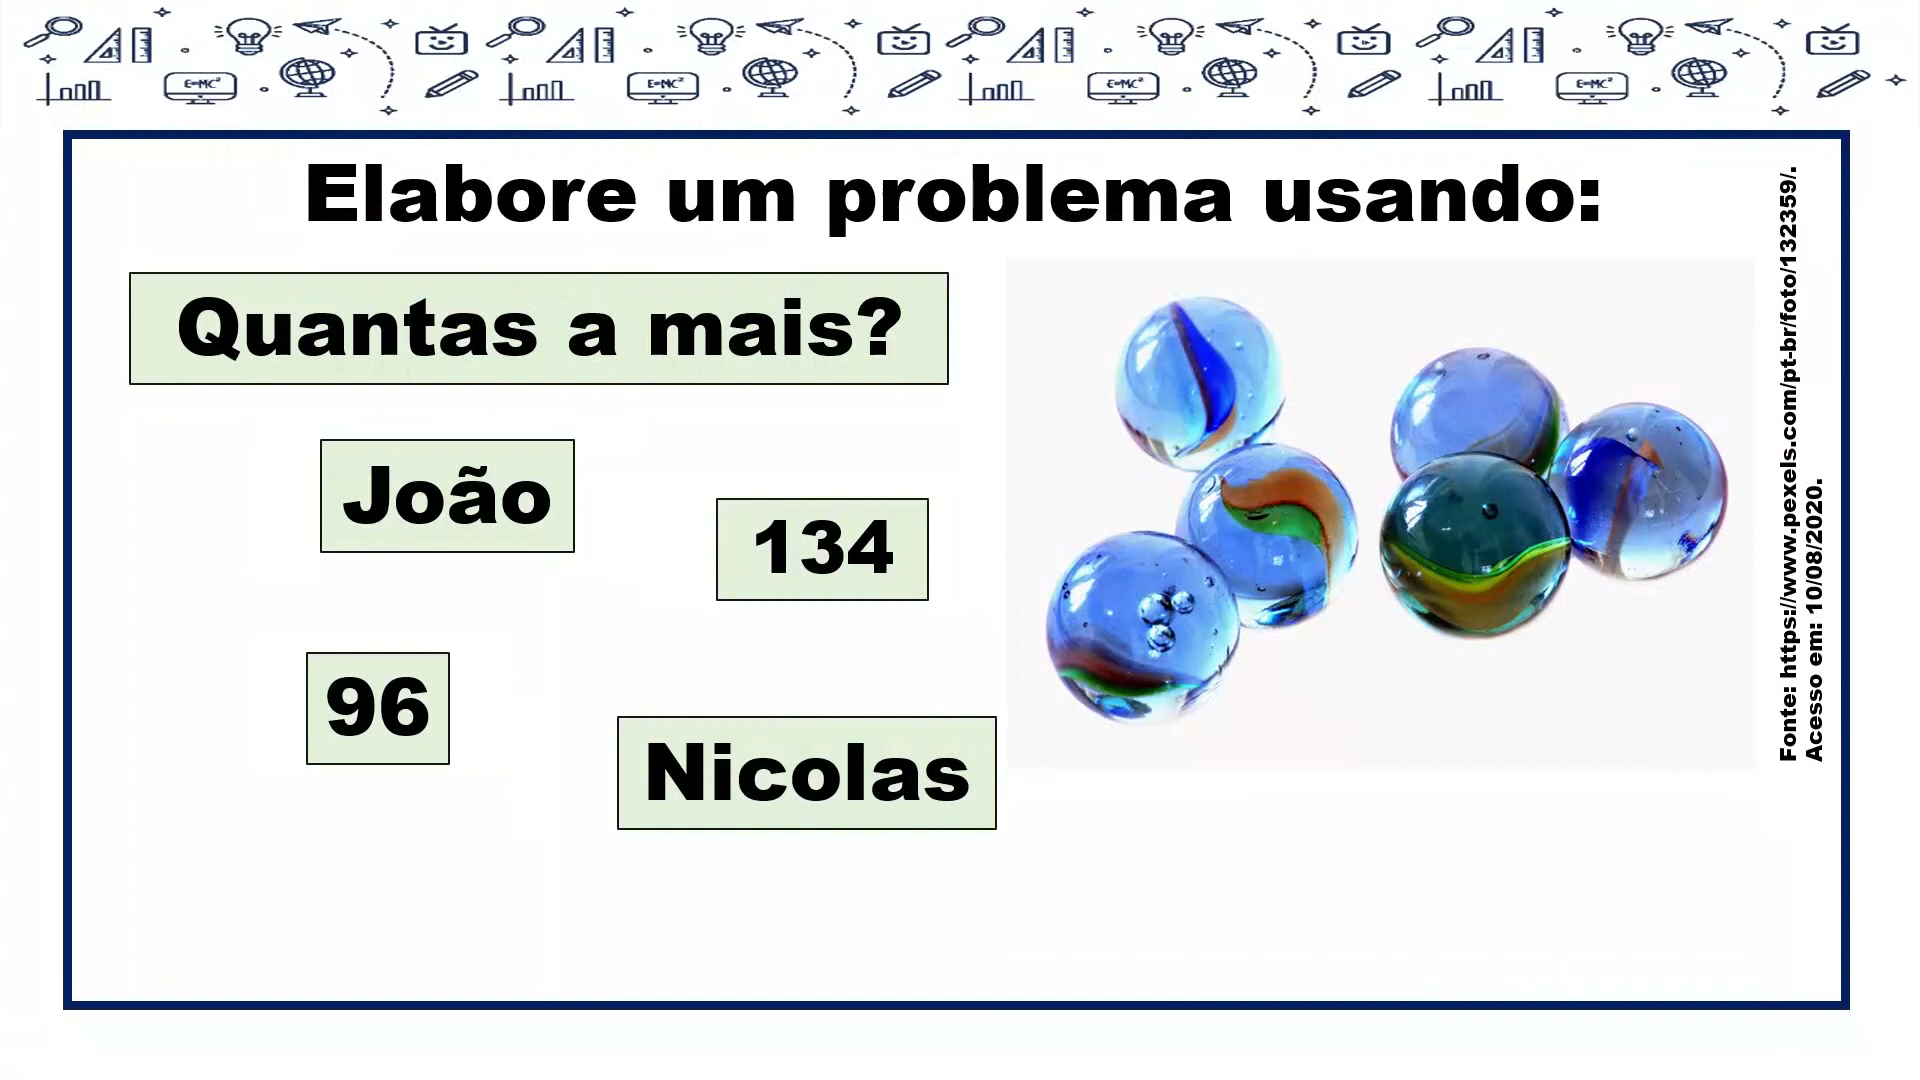 E=MC²
E=MC²
E=MC²
E=MC²
Elabore um problema usando:
Quantas a mais?
João
134
96
Nicolas
Fonte: https://www.pexels.com/pt-br/foto/132359/.
Acesso em: 10/08/2020.